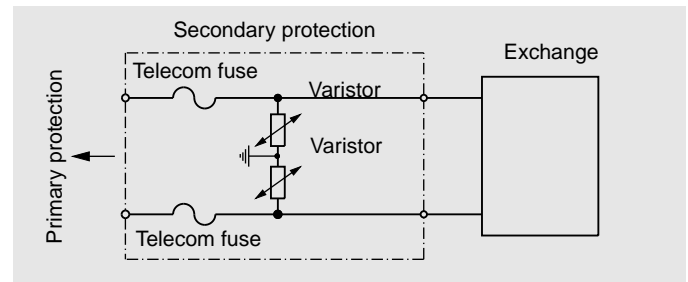 Secondary protection
Exchange
Telecom fuse
Varistor
Varistor
Primary protection
Telecom fuse